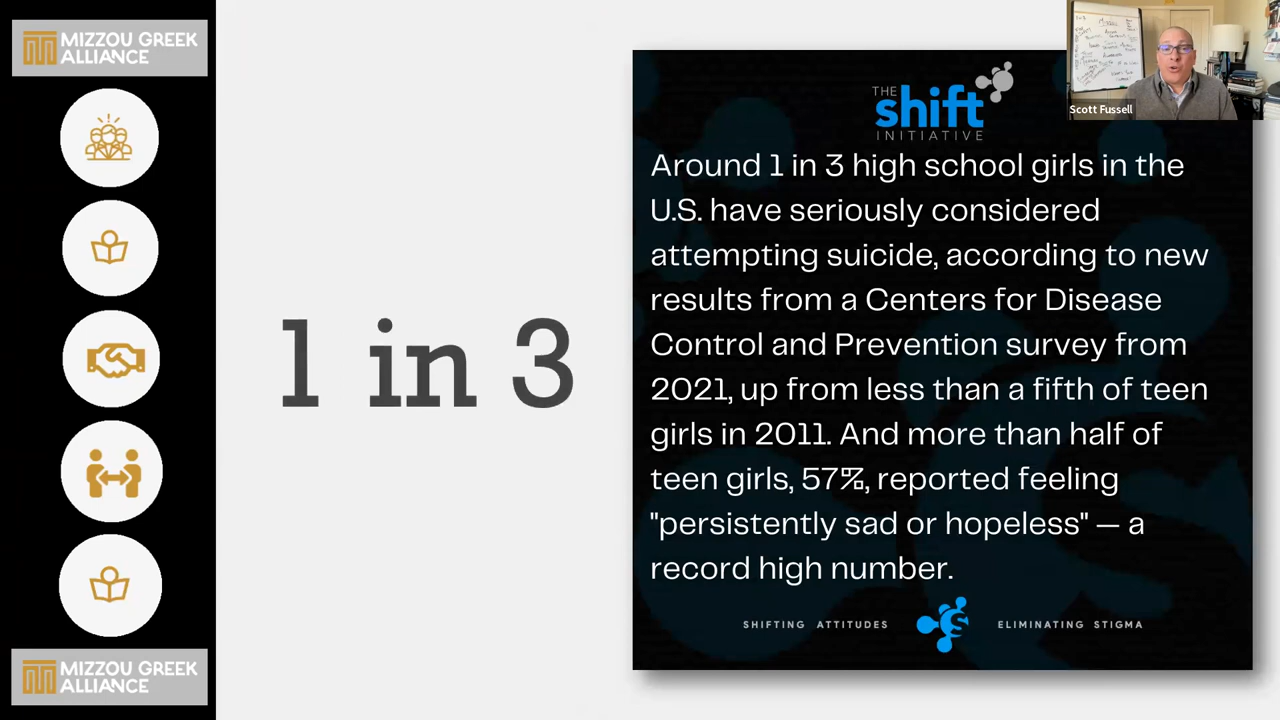 MIZZOU GREEK
ALLIANCE
1 in 3
THE
shift
INITIATIVE
Scott Fussell
Around 1 in 3 high school girls in the
U.S. have seriously considered
attempting suicide, according to new
results from a Centers for Disease
Control and Prevention survey from
2021, up from less than a fifth of teen
girls in 2011. And more than half of
teen girls, 57%, reported feeling
"persistently sad or hopeless" — a
record high number.
SHIFTING ATTITUDES
ELIMINATING STIGMA
MIZZOU GREEK
ALLIANCE